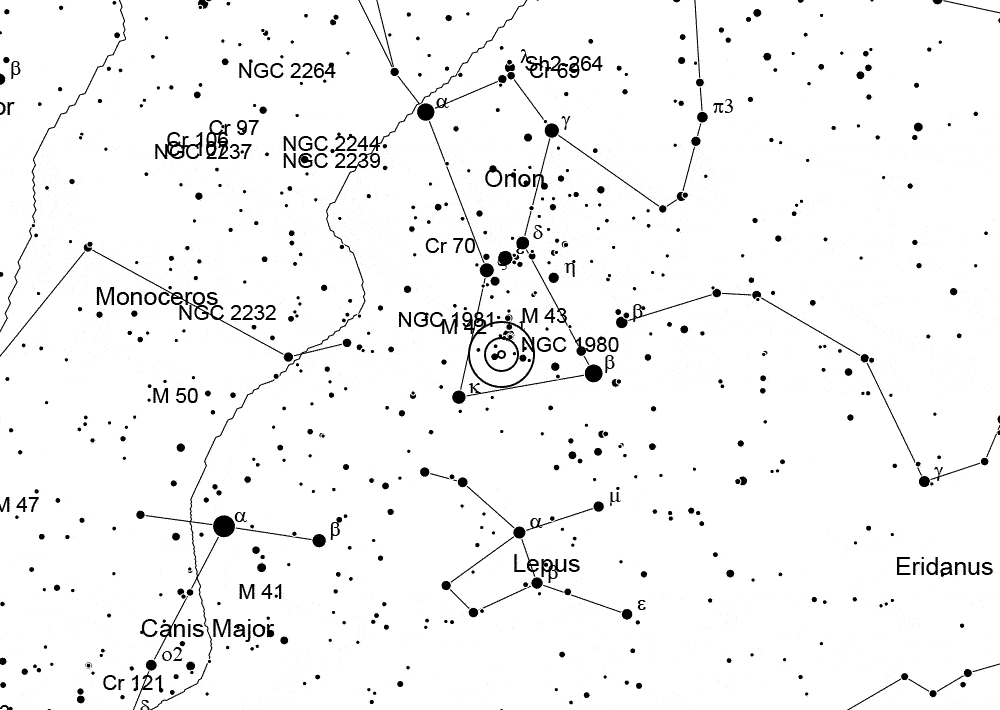 λ
Sh2-264
Cr 69
NGC 2264
β
or
α
π3
γ
Cr 97
Cr 106
NGC 2237
NGC 2244
NGC 2239
Orion
δ
Cr 70
ε
ζ
η
Monoceros
NGC 2232
NGC 1981
M 42
M 43
β
NGC 1980
β
κ
M 50
γ
M 47
α
β
μ
α
Lepus
β
Eridanus
M 41
ε
Canis Major
ο2
Cr 121
δ